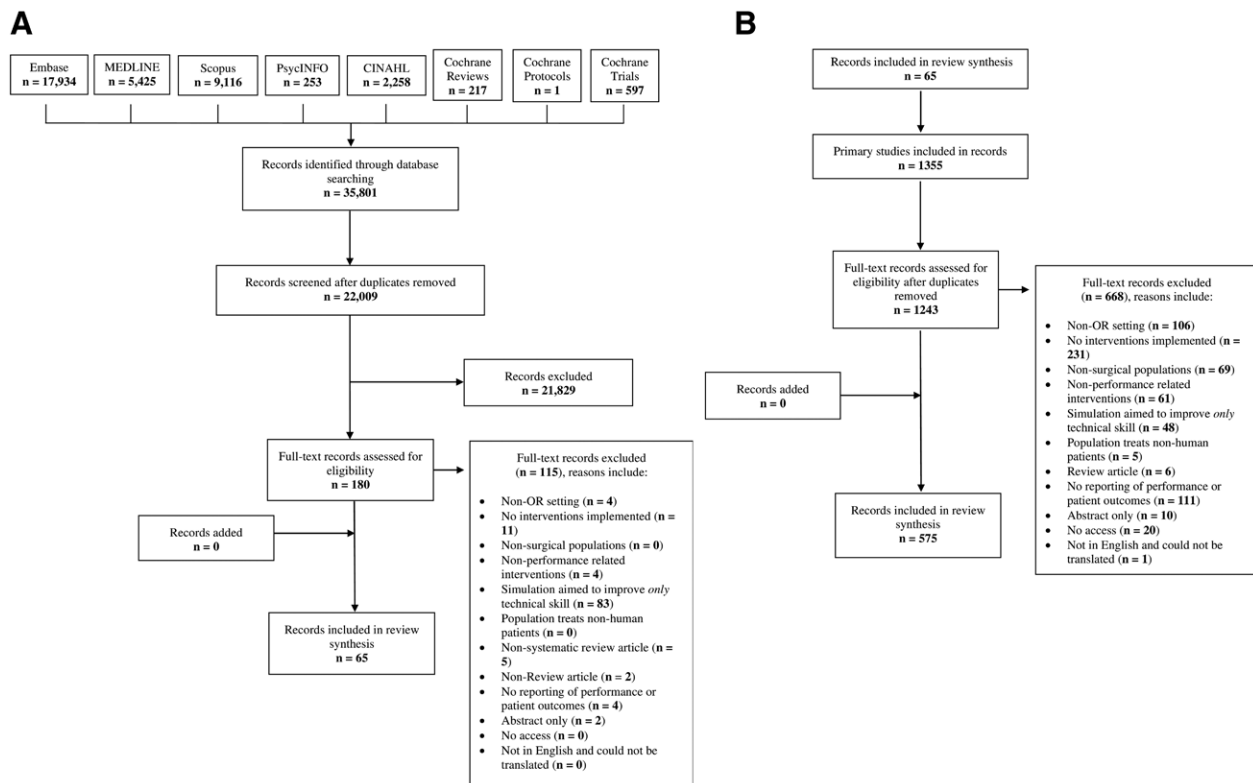 A
Embase
n = 17,934
MEDLINE
n = 5,425
Scopus
n = 9,116
PsycINFO
n = 253
CINAHL
n = 2,258
Cochrane
Reviews
n = 217
Cochrane
Protocols
n = 1
Cochrane
Trials
n = 597
Records identified through database
searching
n = 35,801
Records screened after duplicates removed
n = 22,009
Records excluded
n = 21,829
Full-text records assessed for
eligibility
n = 180
Records added
n = 0
Records included in review
synthesis
n = 65
Full-text records excluded
(n = 115), reasons include:
• Non-OR setting (n = 4)
• No interventions implemented (n =
11)
• Non-surgical populations (n = 0)
• Non-performance related
interventions (n = 4)
• Simulation aimed to improve only
technical skill (n = 83)
• Population treats non-human
patients (n = 0)
• Non-systematic review article (n =
5)
• Non-Review article (n = 2)
• No reporting of performance or
patient outcomes (n = 4)
• Abstract only (n = 2)
• No access (n = 0)
• Not in English and could not be
translated (n = 0)
B
Records included in review synthesis
n = 65
Primary studies included in records
n = 1355
Full-text records assessed for
eligibility after duplicates
removed
n = 1243
Records added
n = 0
Records included in review
synthesis
n = 575
Full-text records excluded
(n = 668), reasons include:
• Non-OR setting (n = 106)
• No interventions implemented (n =
231)
• Non-surgical populations (n = 69)
• Non-performance related
interventions (n = 61)
• Simulation aimed to improve only
technical skill (n = 48)
• Population treats non-human
patients (n = 5)
• Review article (n = 6)
• No reporting of performance or
patient outcomes (n = 111)
• Abstract only (n = 10)
• No access (n = 20)
• Not in English and could not be
translated (n = 1)